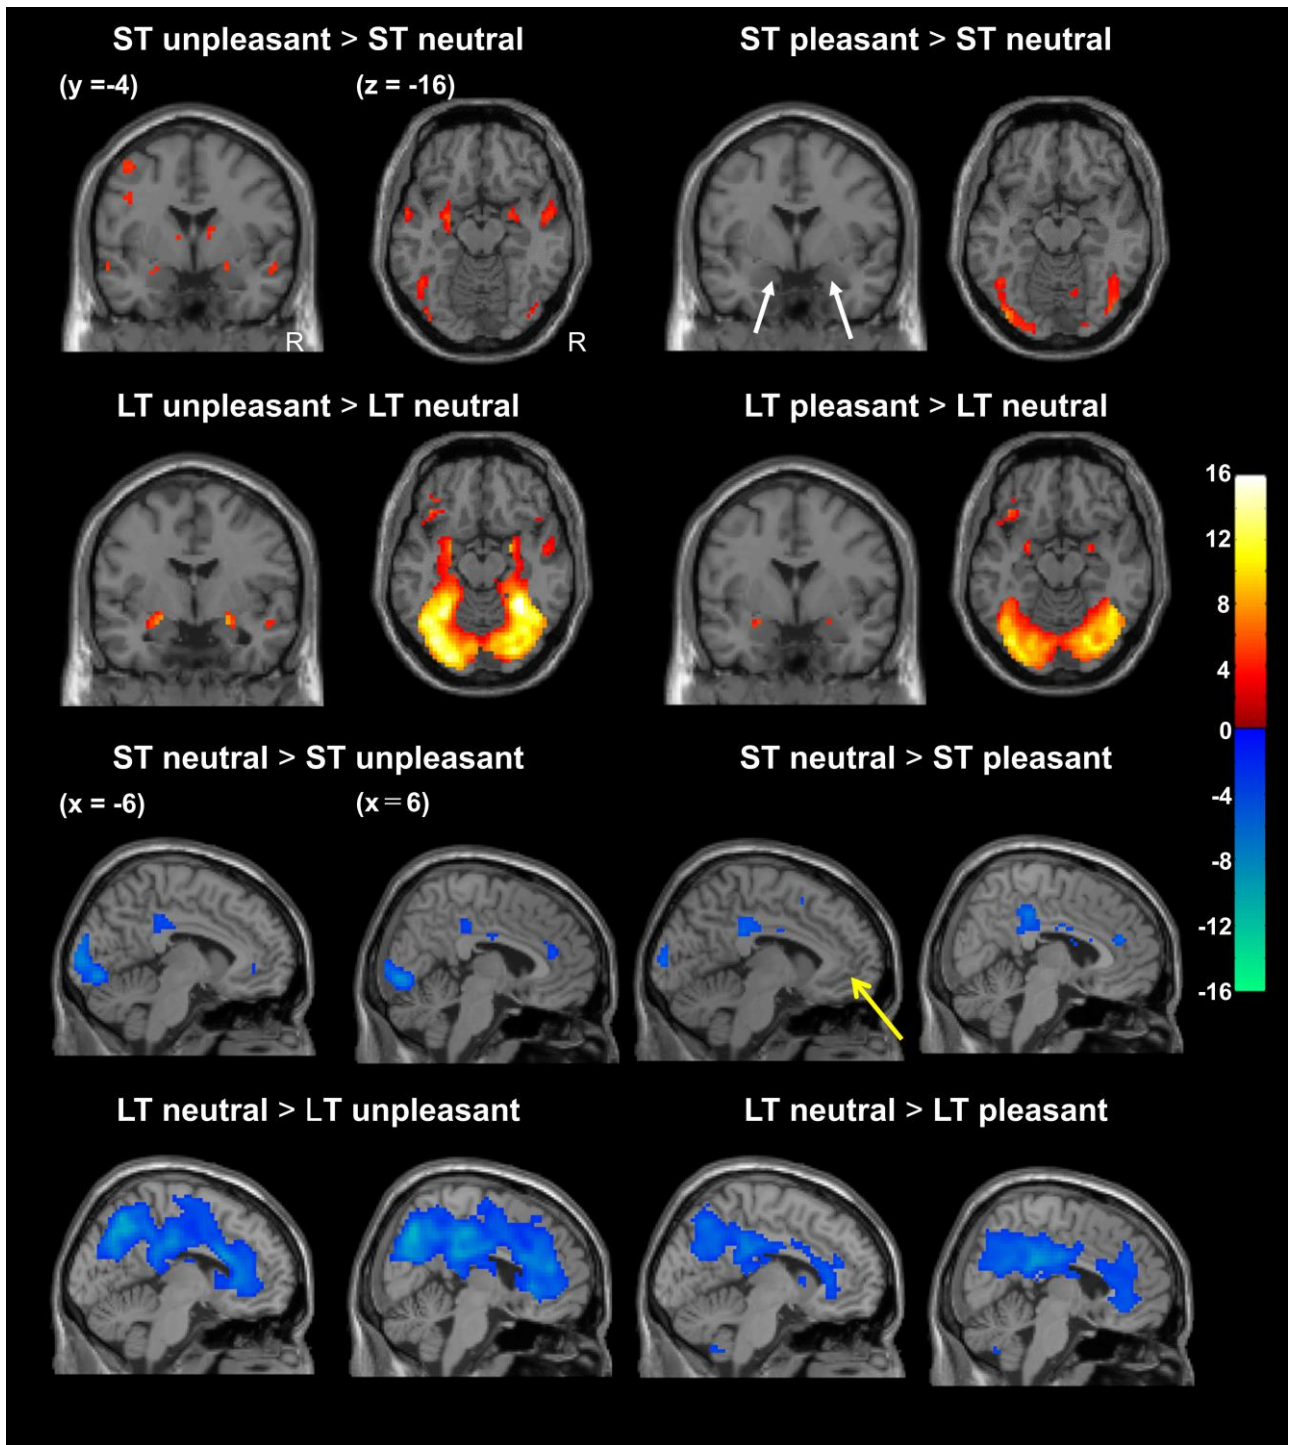 ST unpleasant > ST neutral
ST pleasant > ST neutral
(y =-4)
(z = -16)
R
R
LT unpleasant > LT neutral
LT pleasant > LT neutral
16
12
8
4
0
-4
-8
-12
-16
ST neutral > ST unpleasant
ST neutral > ST pleasant
(x = -6)
(x = 6)
LT neutral > LT unpleasant
LT neutral > LT pleasant